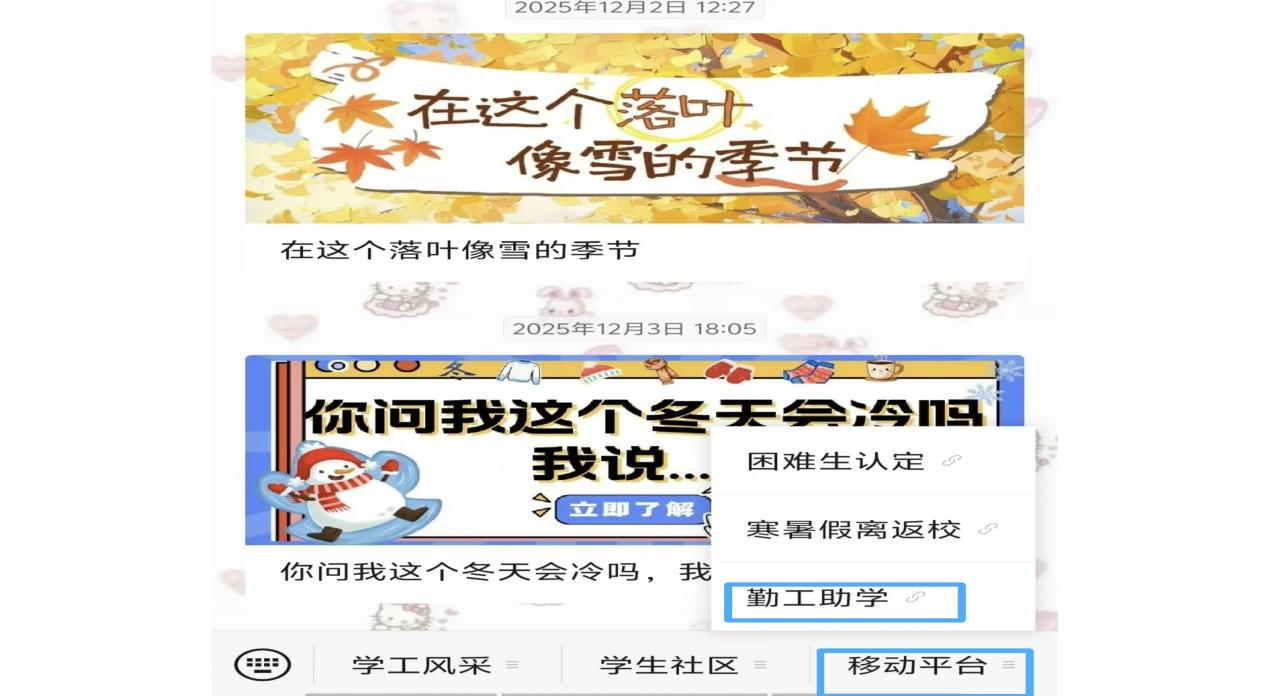 2025年12月2日 12:27
在这个落叶
像雪的季节
在这个落叶像雪的季节
2025年12月3日 18:05
冬
你问我这个冬天会冷吗
我说...
立即了解
你问我这个冬天会冷吗，我
困难生认定
寒暑假离返校
勤工助学
学工风采
学生社区
移动平台